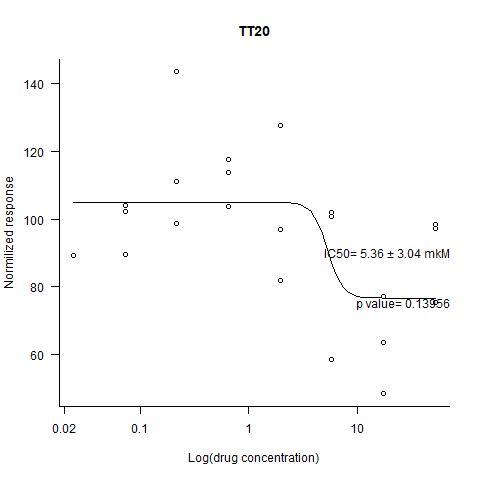 TT20
Normilized response
140
120
100
80
60
IC50= 5.36 ± 3.04 mkM
p value= 0.13956
0.02
0.1
1
10
Log(drug concentration)